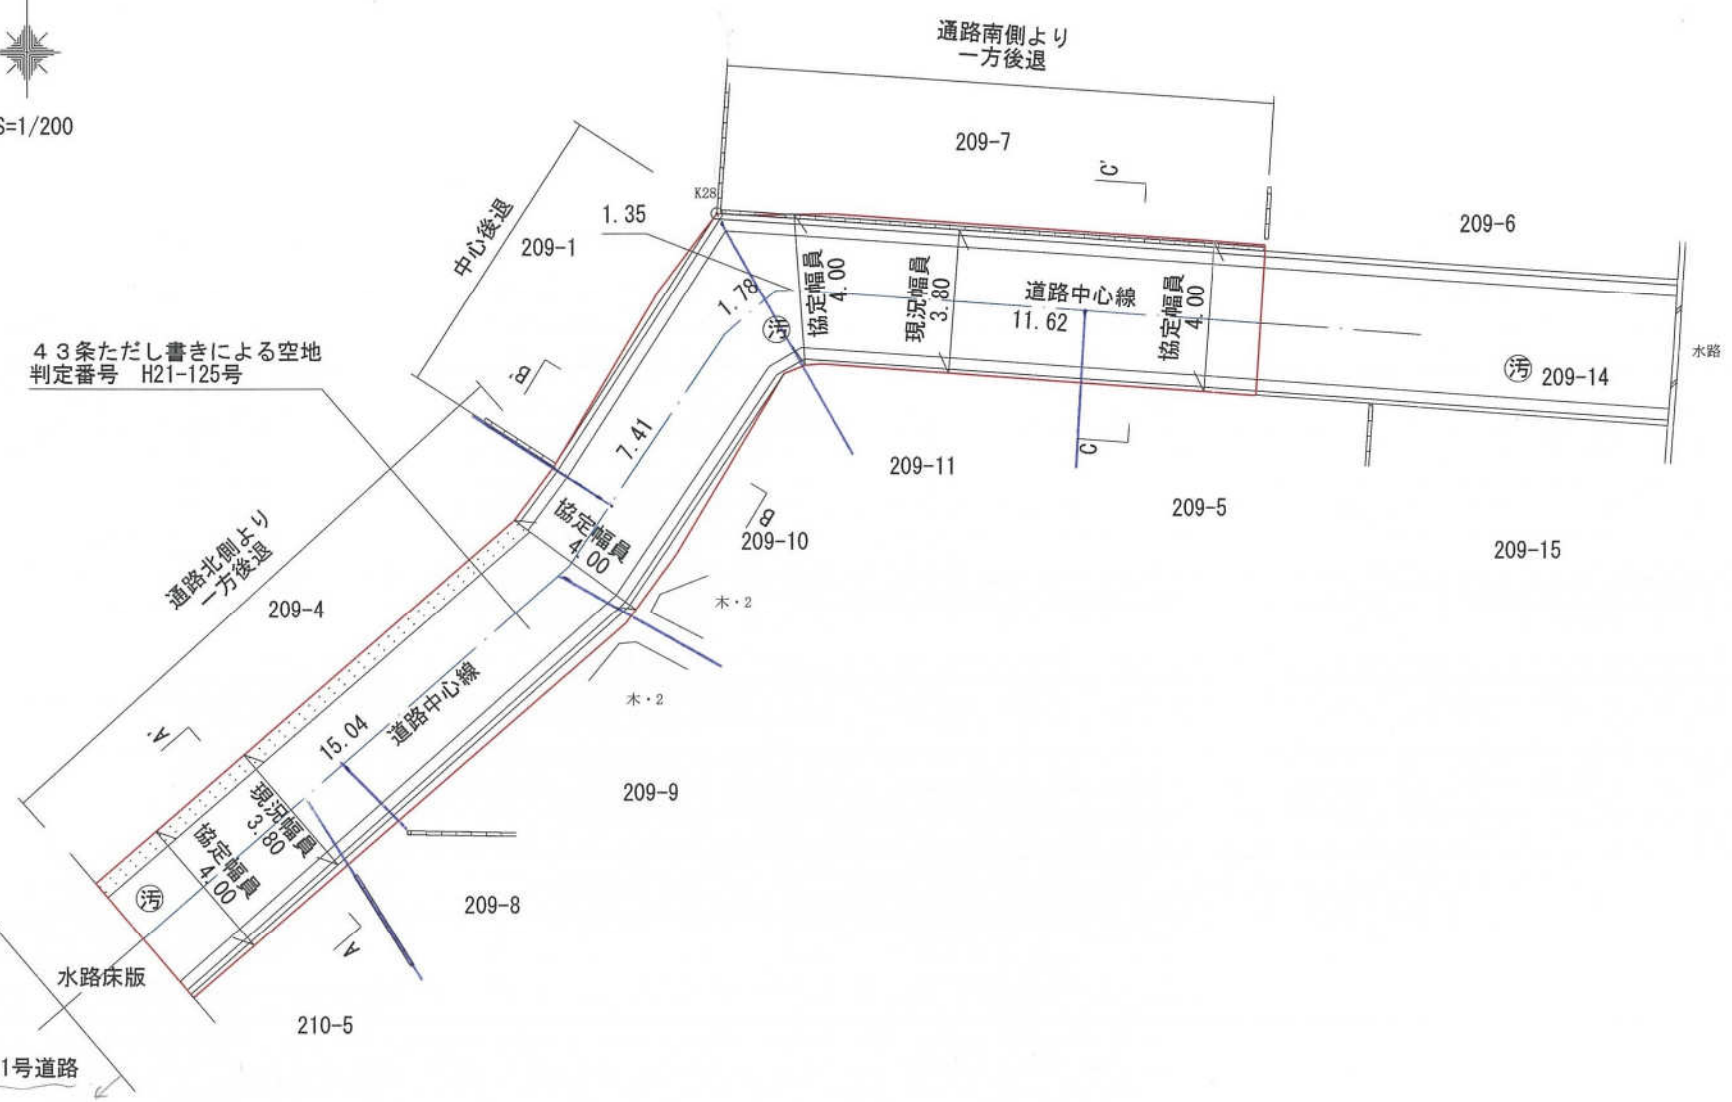 通路南側より
一方後退
S=1/200
209-7
C'
K28
1.35
209-6
中心後退
209-1
協定幅員
4.00
現況幅員
3.80
道路中心線
11.62
協定幅員
4.00
1.78
汚
水路
43条ただし書きによる空地
判定番号 H21-125号
汚
209-14
B'
7.41
C
209-11
209-5
協定幅員
4.00
B
209-10
209-15
通路北側より
一方後退
209-4
木・2
木・2
道路中心線
15.04
A'
209-9
現況幅員
3.80
協定幅員
4.00
汚
209-8
A
水路床版
210-5
1号道路